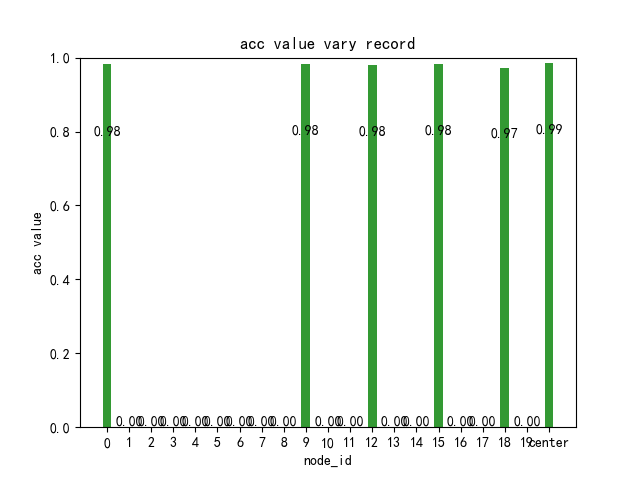 acc value vary record
1.0
0.8
0.6
0.4
0.2
0.0
acc value
0.98 0.98 0.98 0.98 0.97 0.99
0.00 0.00 0.00 0.00 0.00 0.00 0.00 0.00 0.00 0.00 0.00 0.00 0.00 0.00 0.00
0 1 2 3 4 5 6 7 8 9 10 11 12 13 14 15 16 17 18 19 center
node_id